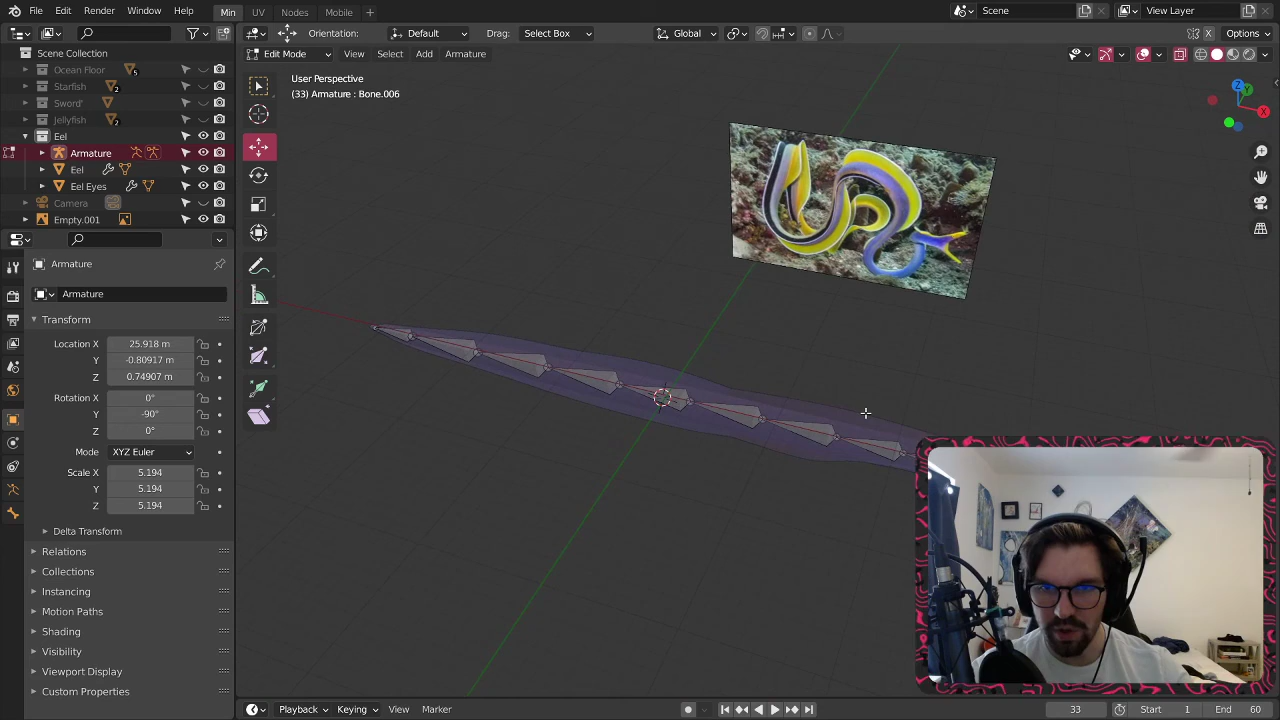 File Edit Render Window Help Min UV Nodes Mobile + Scene View Layer
Orientation: Default Drag: Select Box Global Options
Edit Mode View Select Add Armature
Scene Collection
Ocean Floor 5
Starfish 2
Sword'
Jellyfish 2
Eel
Armature
Eel
Eel Eyes
Camera
Empty.001
User Perspective
(33) Armature : Bone.006
Z
Y
X
Armature
Armature
Transform
Location X 25.918 m
Y -0.80917 m
Z 0.74907 m
Rotation X 0°
Y -90°
Z 0°
Mode XYZ Euler
Scale X 5.194
Y 5.194
Z 5.194
Delta Transform
Relations
Collections
Instancing
Motion Paths
Shading
Visibility
Viewport Display
Custom Properties
Playback Keying View Marker 33 Start 1 End 60